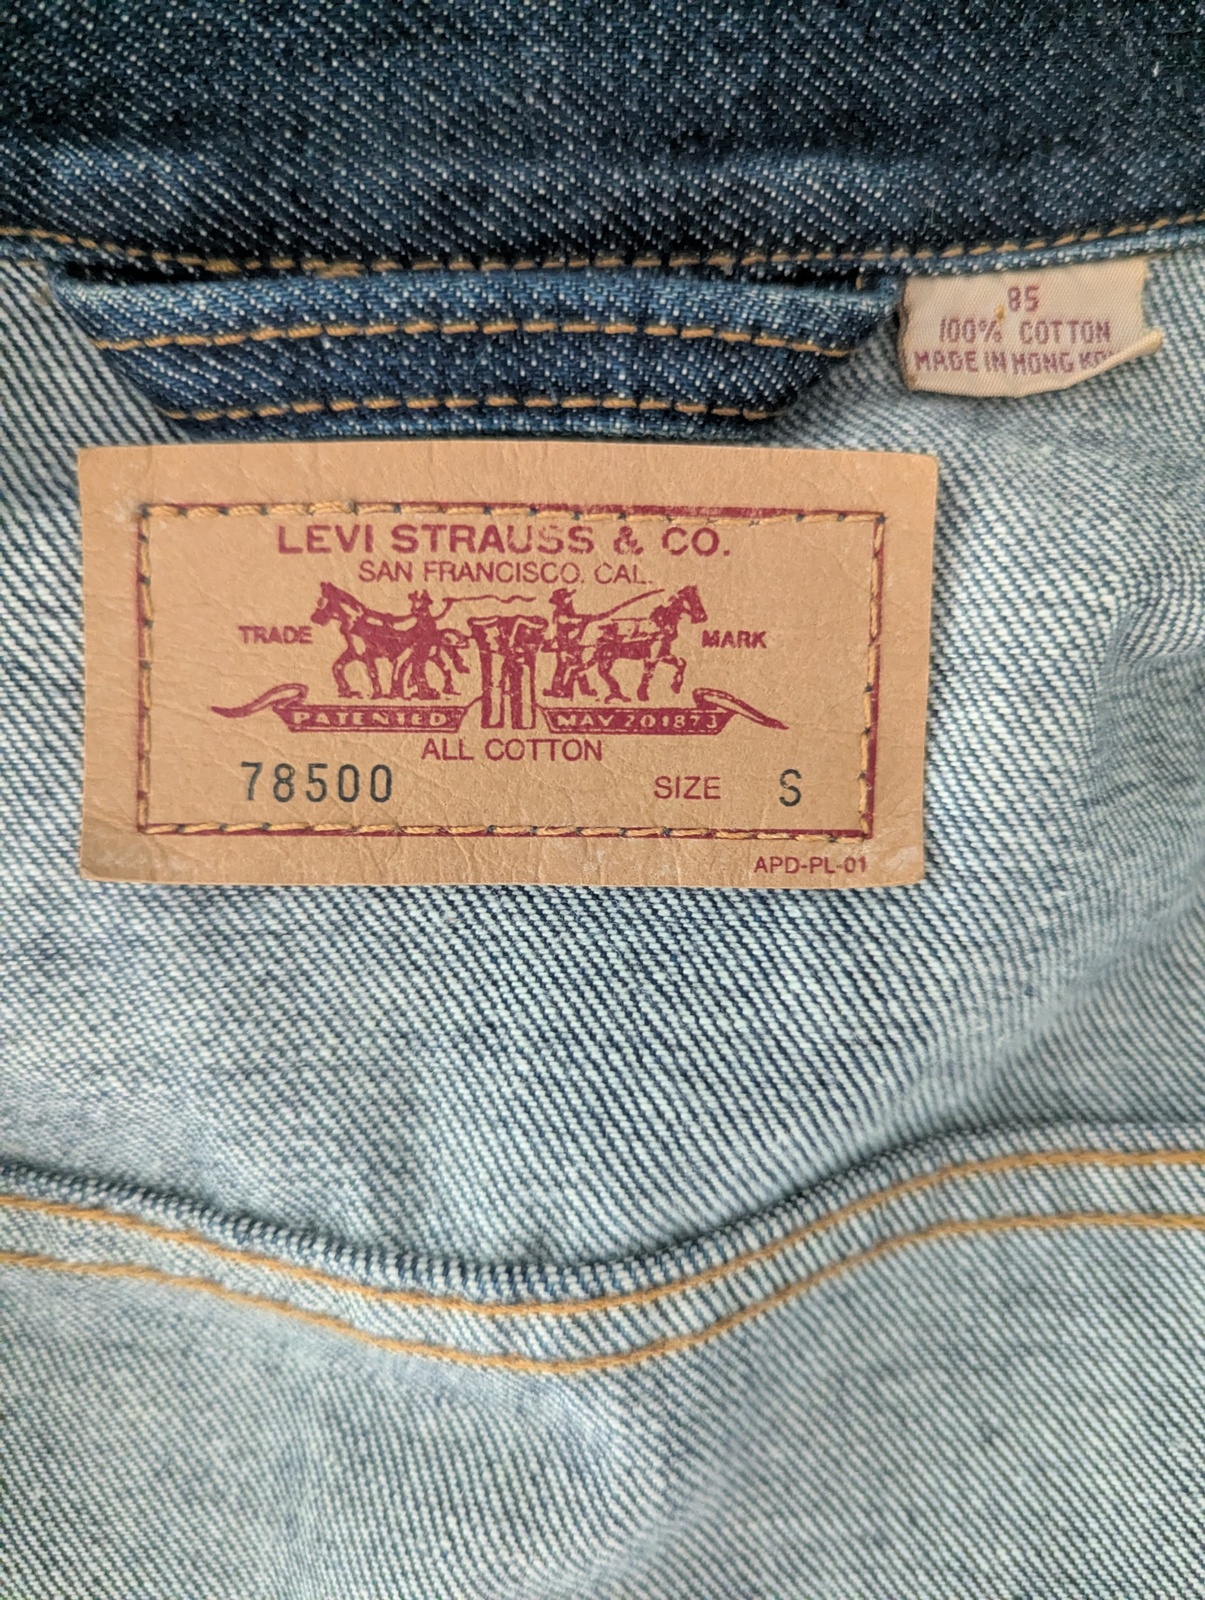 85
100% COTTON
MADE IN HONG
LEVI STRAUSS & CO.
SAN FRANCISCO, CAL.
TRADE MARK
PATENTED MAY 20 1873
ALL COTTON
78500 SIZE S
APD-PL-01